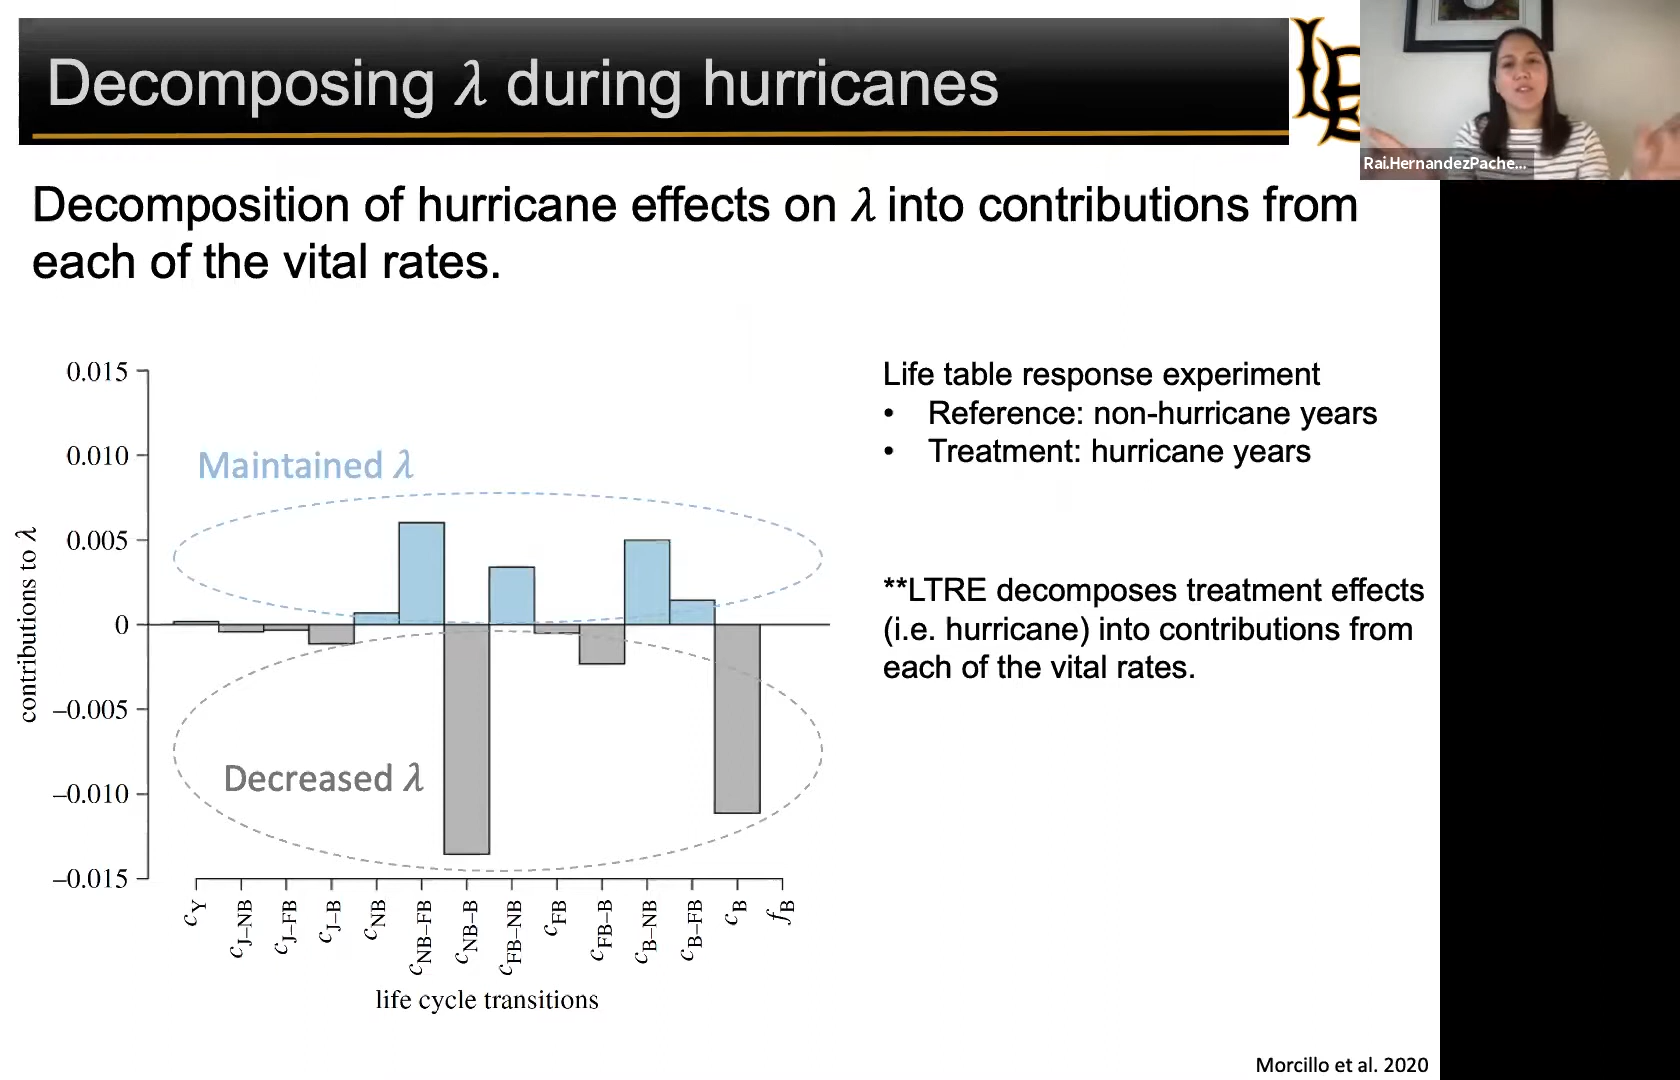 Decomposing λ during hurricanes
LB
Rai.HernandezPache...
Decomposition of hurricane effects on λ into contributions from
each of the vital rates.
0.015
0.010
0.005
0
–0.005
–0.010
–0.015
contributions to λ
Maintained λ
Decreased λ
c_Y
c_J–NB
c_J–FB
c_J–B
c_NB
c_NB–FB
c_NB–B
c_FB–NB
c_FB
c_FB–B
c_B–NB
c_B–FB
c_B
f_B
life cycle transitions
Life table response experiment
• Reference: non-hurricane years
• Treatment: hurricane years
**LTRE decomposes treatment effects
(i.e. hurricane) into contributions from
each of the vital rates.
Morcillo et al. 2020